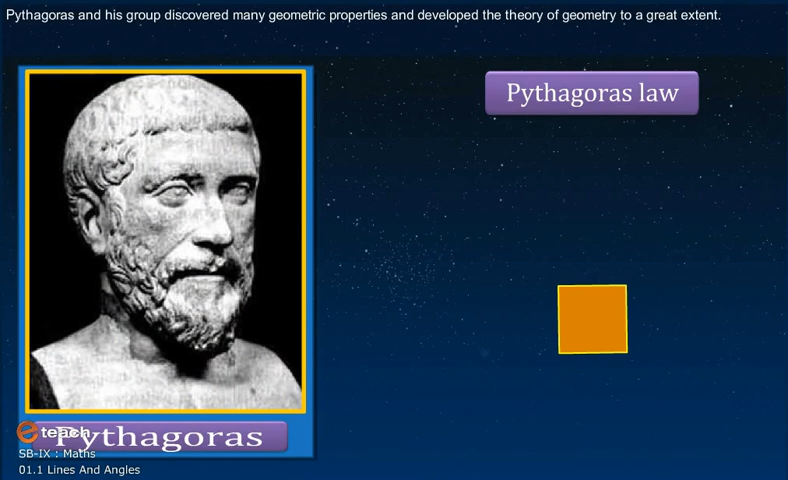 Pythagoras and his group discovered many geometric properties and developed the theory of geometry to a great extent.
Pythagoras law
Pythagoras
eteach
SB-IX : Maths
01.1 Lines And Angles